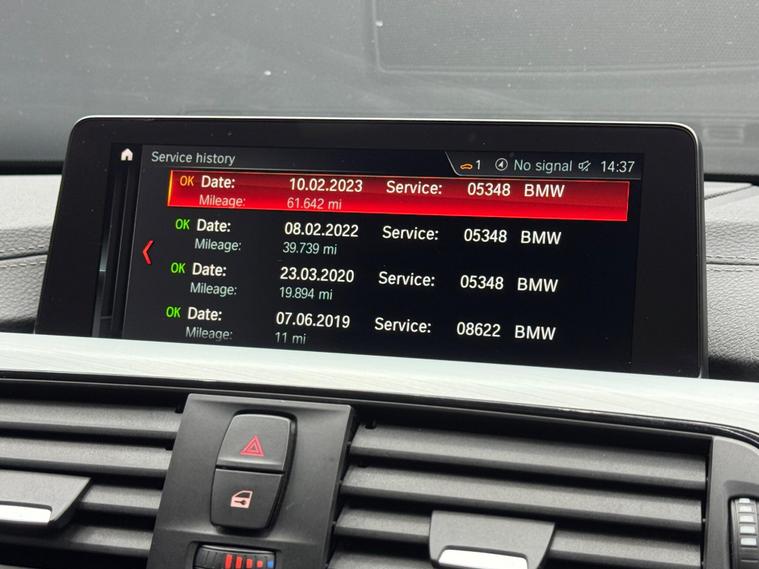 Service history 1 No signal 14:37
OK Date: 10.02.2023 Service: 05348 BMW
Mileage: 61.642 mi
OK Date: 08.02.2022 Service: 05348 BMW
Mileage: 39.739 mi
OK Date: 23.03.2020 Service: 05348 BMW
Mileage: 19.894 mi
OK Date: 07.06.2019 Service: 08622 BMW
Mileage: 11 mi